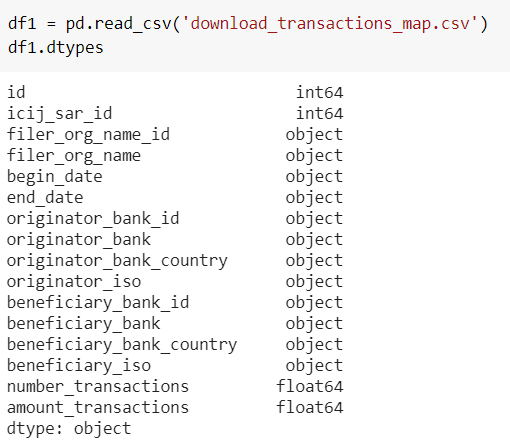 df1 = pd.read_csv('download_transactions_map.csv')
df1.dtypes
id int64
icij_sar_id int64
filer_org_name_id object
filer_org_name object
begin_date object
end_date object
originator_bank_id object
originator_bank object
originator_bank_country object
originator_iso object
beneficiary_bank_id object
beneficiary_bank object
beneficiary_bank_country object
beneficiary_iso object
number_transactions float64
amount_transactions float64
dtype: object